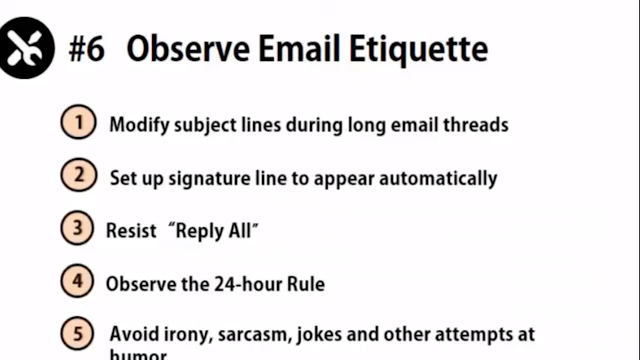 #6 Observe Email Etiquette
1 Modify subject lines during long email threads
2 Set up signature line to appear automatically
3 Resist “Reply All”
4 Observe the 24-hour Rule
5 Avoid irony, sarcasm, jokes and other attempts at
humor